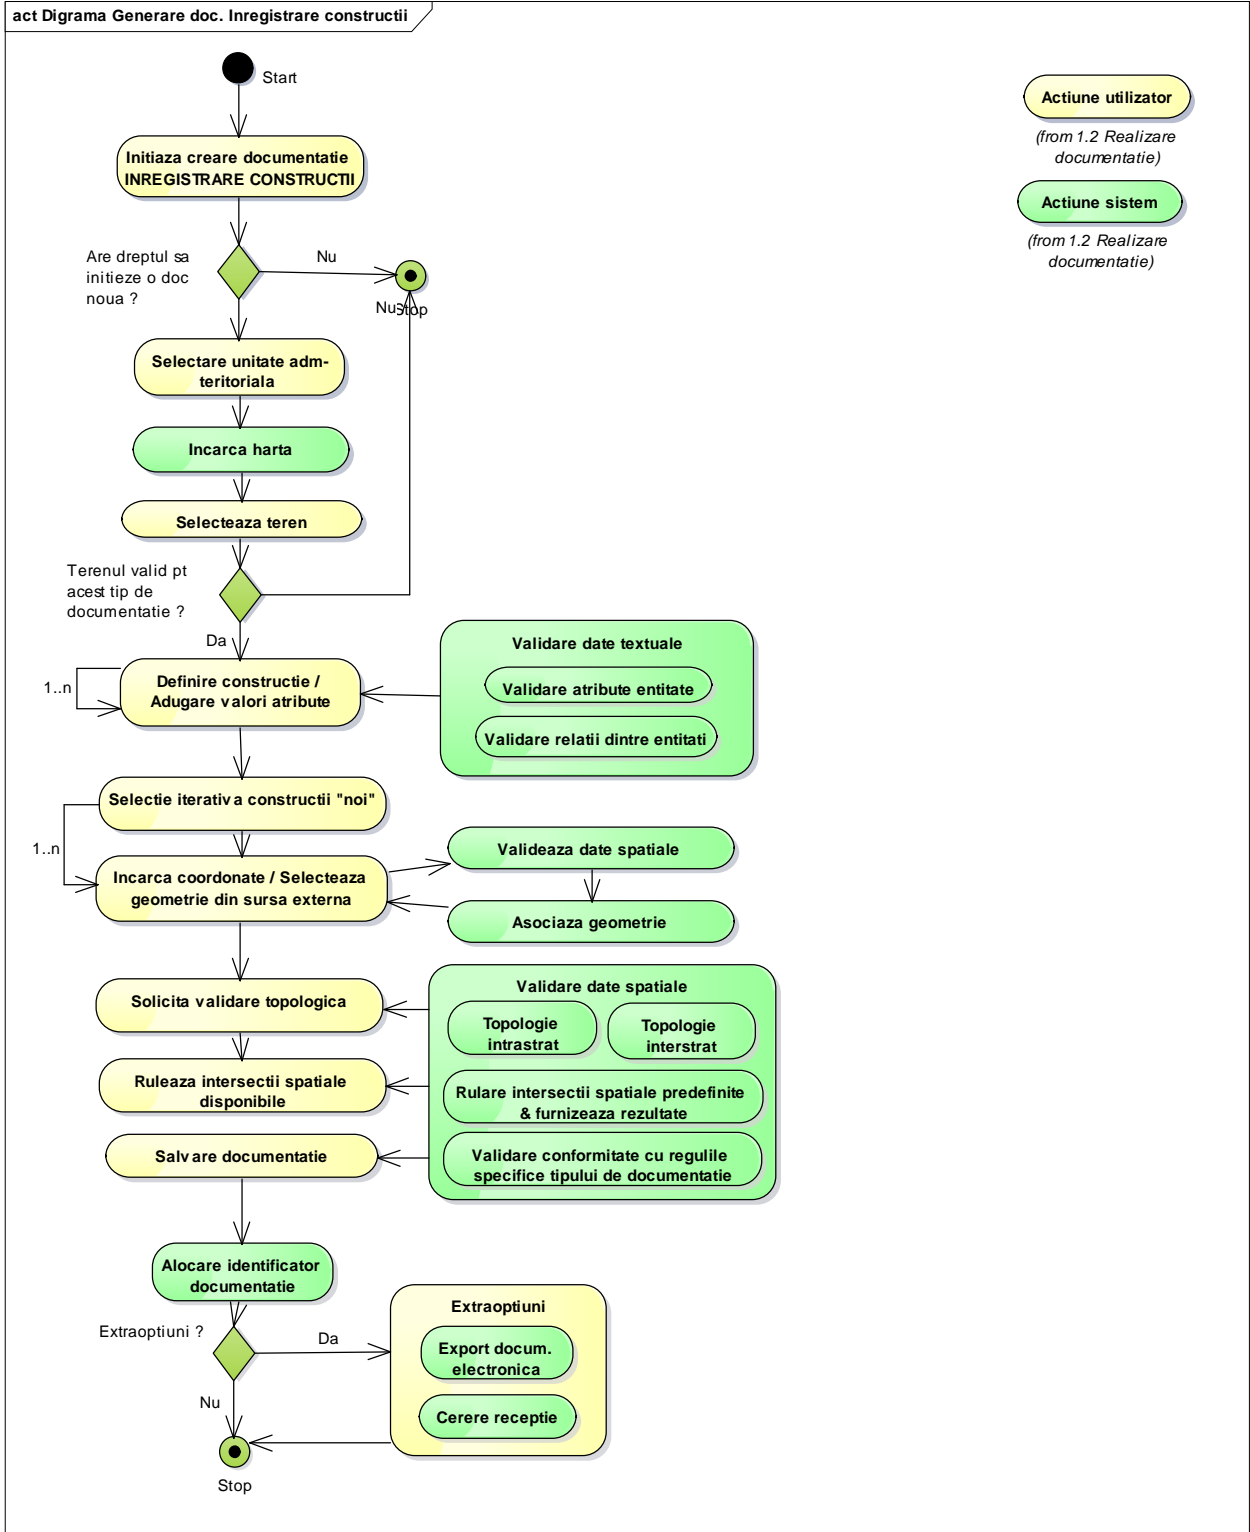 act Digrama Generare doc. Inregistrare constructii
Start
Actiune utilizator
(from 1.2 Realizare
documentatie)
Actiune sistem
(from 1.2 Realizare
documentatie)
Initiaza creare documentatie
INREGISTRARE CONSTRUCTII
Are dreptul sa
initieze o doc
noua ?
Nu
Nu
Stop
Selectare unitate adm-
teritoriala
Incarca harta
Selecteaza teren
Terenul valid pt
acest tip de
documentatie ?
Da
Validare date textuale
Validare atribute entitate
Validare relatii dintre entitati
1..n
Definire constructie /
Adugare valori atribute
Selectie iterativa constructii "noi"
1..n
Incarca coordonate / Selecteaza
geometrie din sursa externa
Valideaza date spatiale
Asociaza geometrie
Solicita validare topologica
Validare date spatiale
Topologie
intrastrat
Topologie
interstrat
Ruleaza intersectii spatiale
disponibile
Rulare intersectii spatiale predefinite
& furnizeaza rezultate
Salvare documentatie
Validare conformitate cu regulile
specifice tipului de documentatie
Alocare identificator
documentatie
Extraoptiuni ?
Da
Extraoptiuni
Export docum.
electronica
Cerere receptie
Nu
Stop